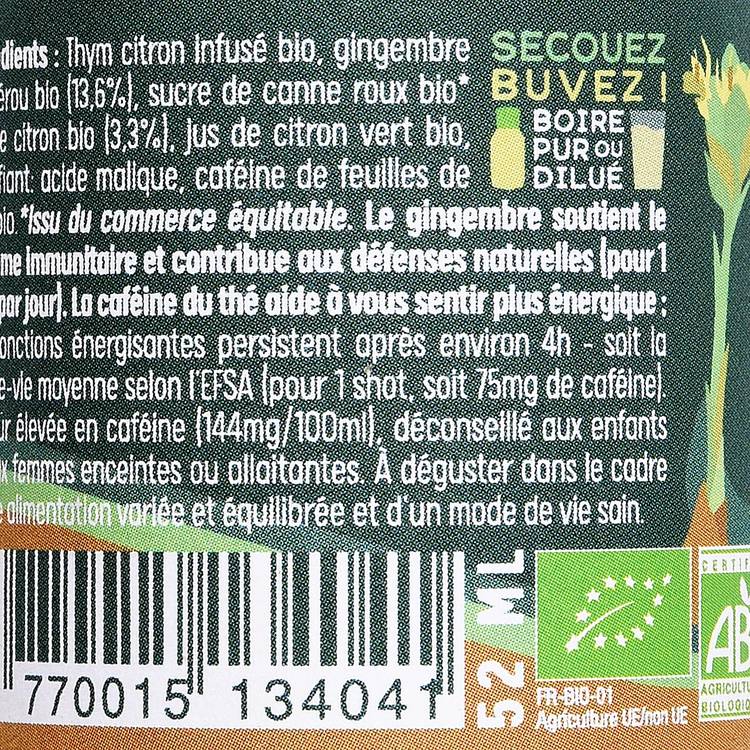 dients : Thym citron Infusé bio, gingembre
érou bio (13,6%), sucre de canne roux bio*
e citron bio (3,3%), jus de citron vert bio,
fiant: acide malique, caféine de feuilles de
bio. *Issu du commerce équitable. Le gingembre soutient le
me immunitaire et contribue aux défenses naturelles (pour 1
par jour). La caféine du thé aide à vous sentir plus énergique :
onctions énergisantes persistent après environ 4h - soit la
e-vie moyenne selon l'EFSA (pour 1 shot, soit 75mg de caféine).
ur élevée en caféine (144mg/100ml), déconseillé aux enfants
x femmes enceintes ou allaitantes. À déguster dans le cadre
e alimentation variée et équilibrée et d'un mode de vie sain.
SECOUEZ
BUVEZ !
BOIRE
PUR OU
DILUÉ
770015 134041
52 ML
FR-BIO-01
Agriculture UE/non UE
CERTIF
AB
AGRICULTU
BIOLOGIQU